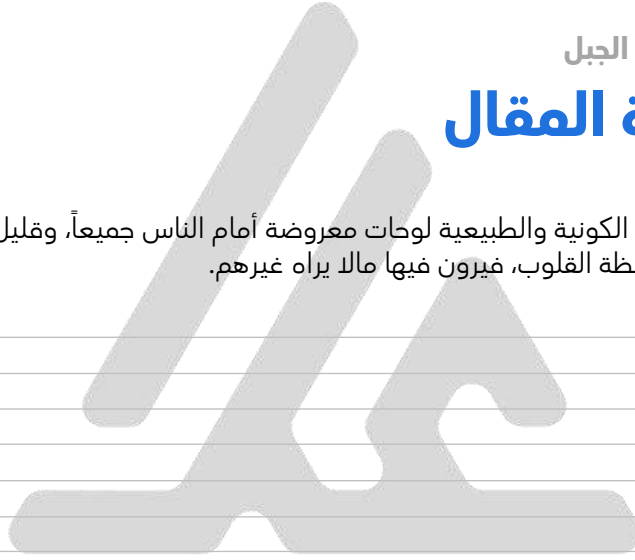 الجبل
ة المقال
الكونية والطبيعية لوحات معروضة أمام الناس جميعاً، وقليل
ظة القلوب، فيرون فيها مالا يراه غيرهم.